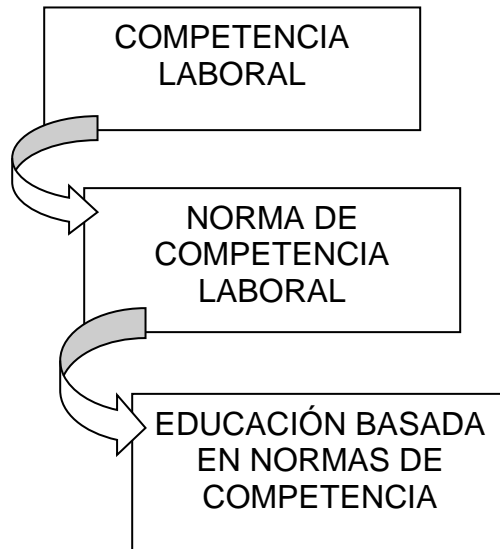 COMPETENCIA
LABORAL
NORMA DE
COMPETENCIA
LABORAL
EDUCACIÓN BASADA
EN NORMAS DE
COMPETENCIA